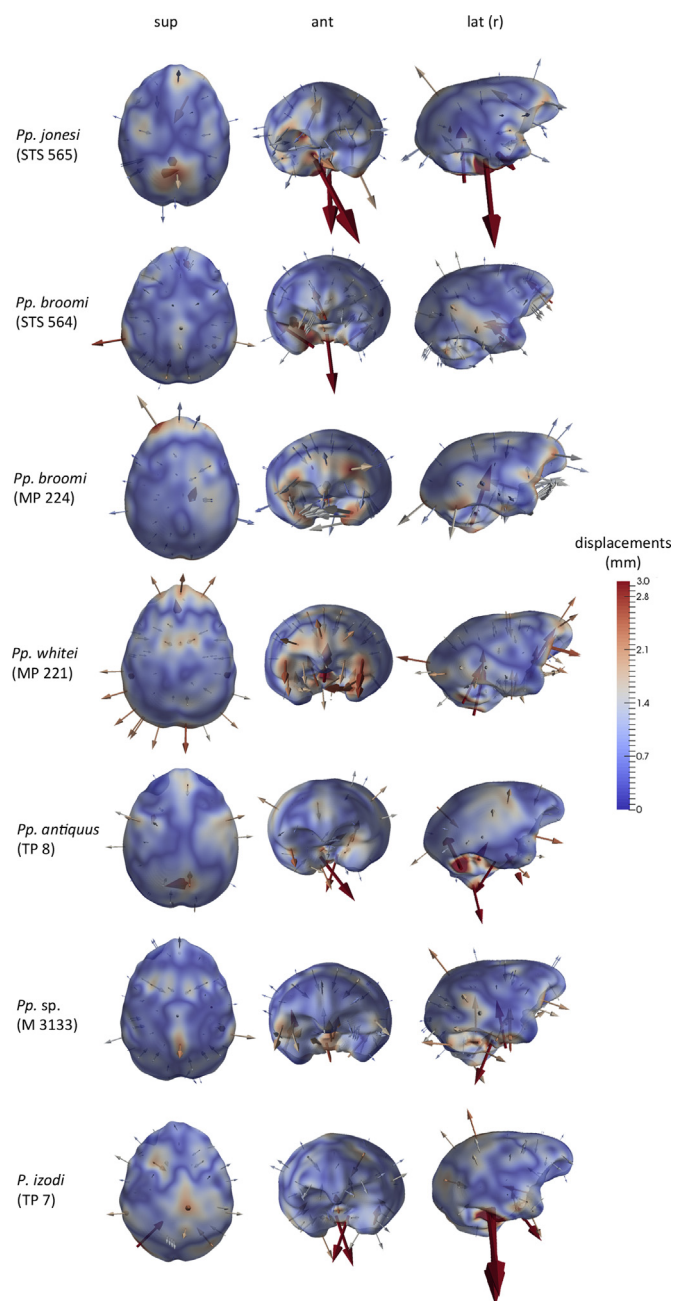 sup ant lat (r)
Pp. jonesi
(STS 565)
Pp. broomi
(STS 564)
Pp. broomi
(MP 224)
displacements
(mm)
3.0
2.8
2.1
1.4
0.7
0
Pp. whitei
(MP 221)
Pp. antiquus
(TP 8)
Pp. sp.
(M 3133)
P. izodi
(TP 7)